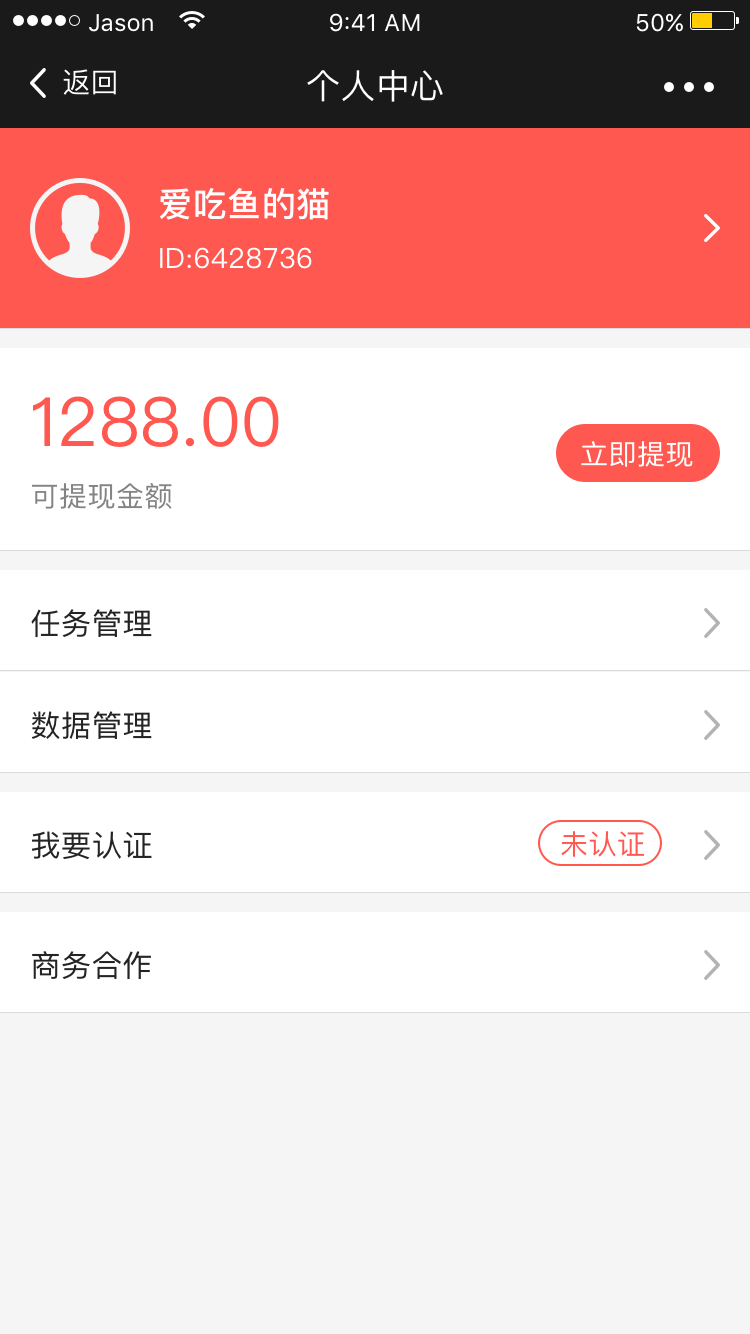 Jason 9:41 AM 50%
返回 个人中心
爱吃鱼的猫
ID:6428736
1288.00
立即提现
可提现金额
任务管理
数据管理
我要认证 未认证
商务合作